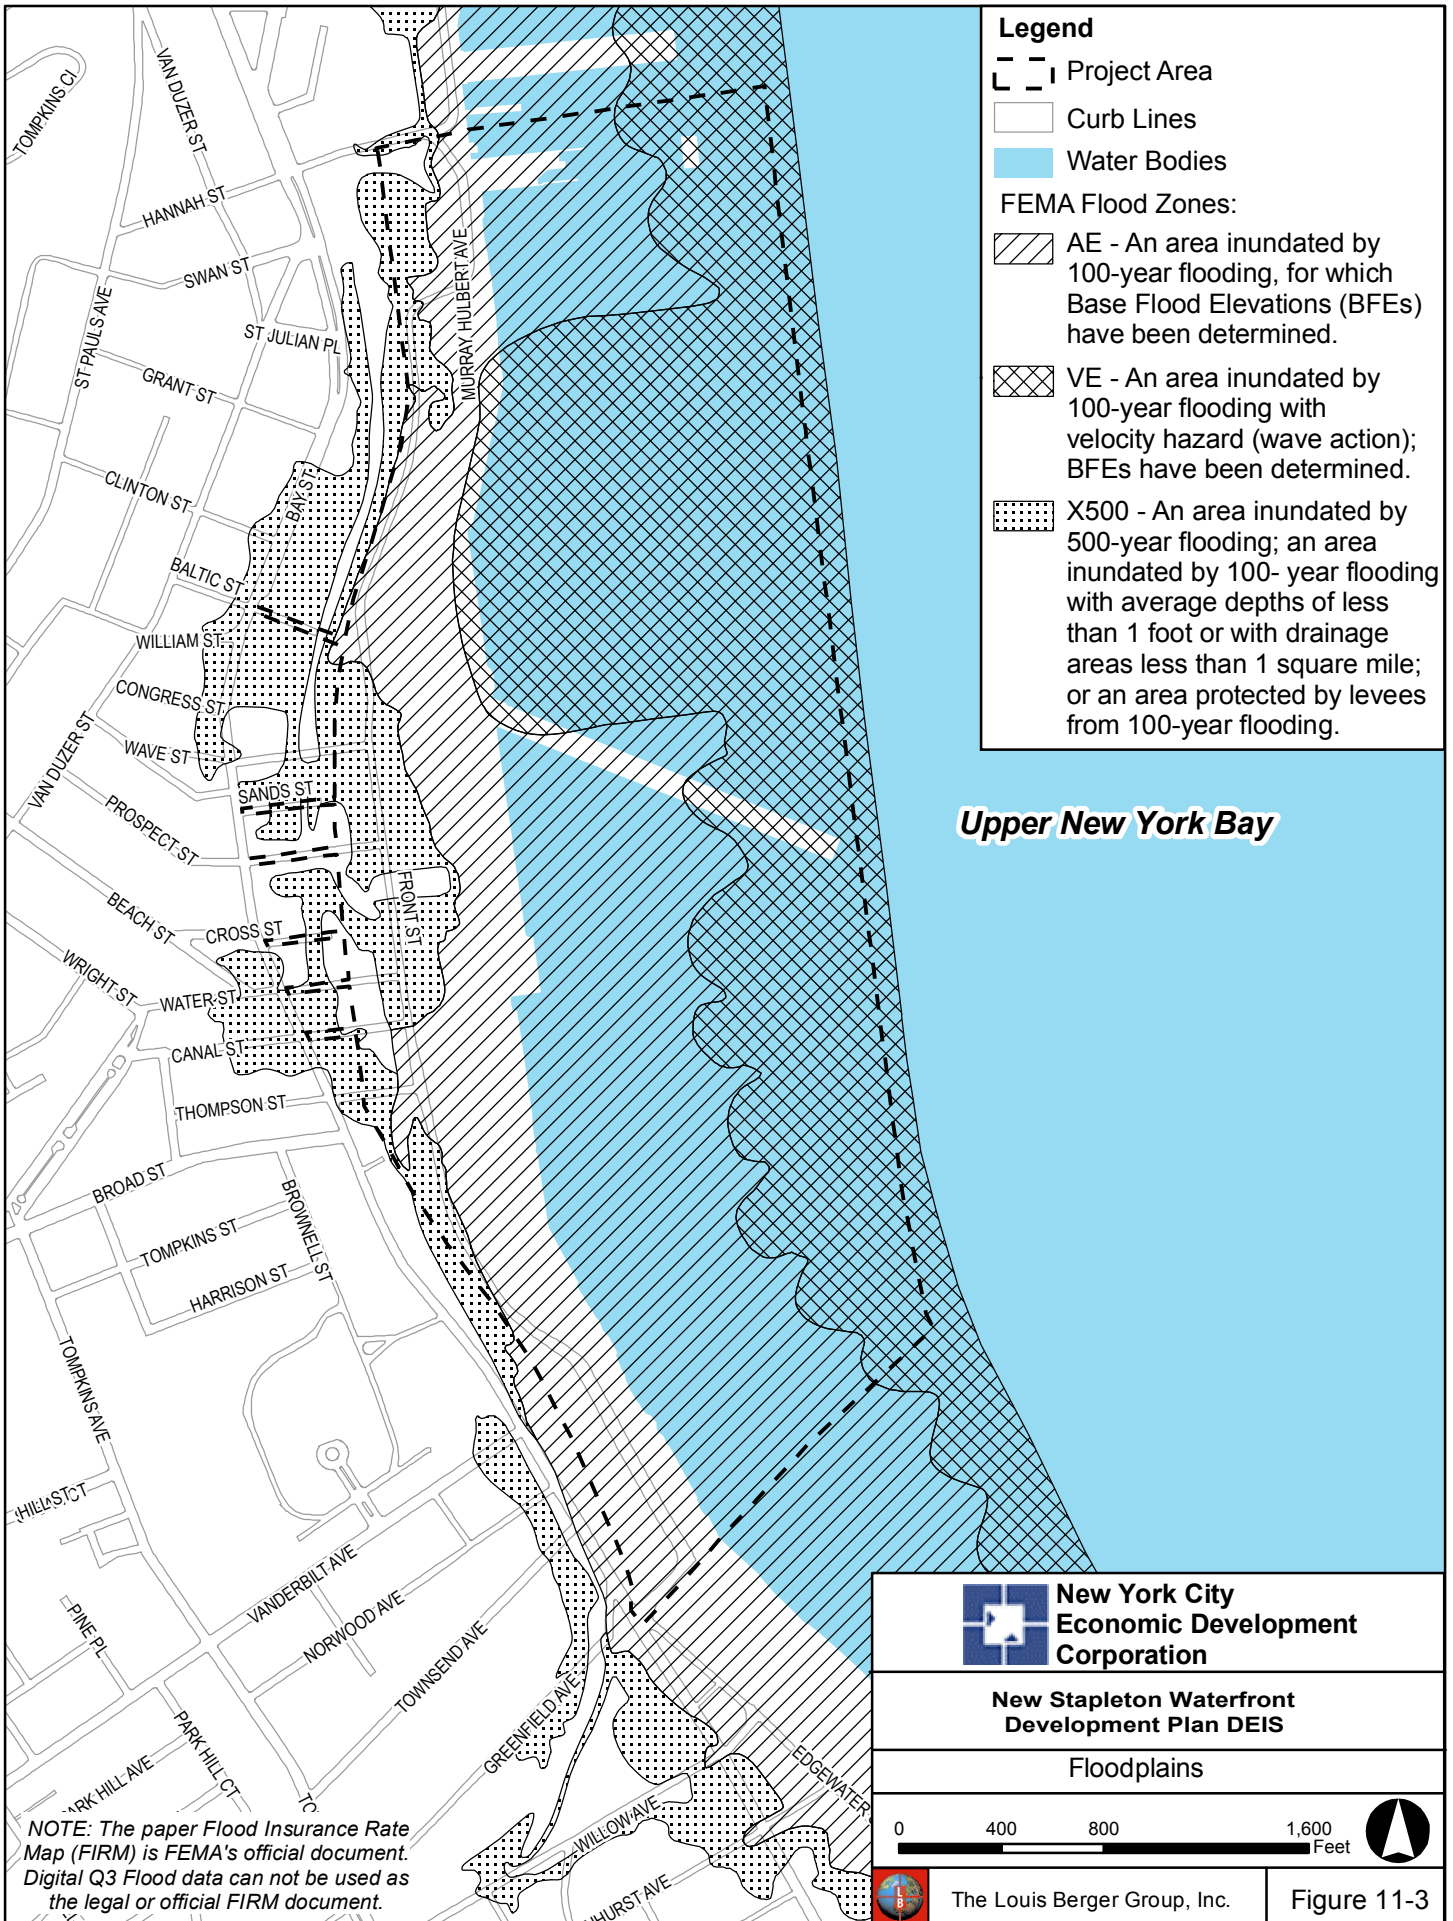 Legend
Project Area
Curb Lines
Water Bodies
FEMA Flood Zones:
AE - An area inundated by
100-year flooding, for which
Base Flood Elevations (BFEs)
have been determined.
VE - An area inundated by
100-year flooding with
velocity hazard (wave action);
BFEs have been determined.
X500 - An area inundated by
500-year flooding; an area
inundated by 100- year flooding
with average depths of less
than 1 foot or with drainage
areas less than 1 square mile;
or an area protected by levees
from 100-year flooding.
TOMPKINS CI
VAN DUZER ST
HANNAH ST
SWAN ST
ST PAULS AVE
ST JULIAN PL
MURRAY HULBERT AVE
GRANT ST
CLINTON ST
BAY ST
BALTIC ST
WILLIAM ST
CONGRESS ST
VAN DUZER ST
WAVE ST
SANDS ST
PROSPECT ST
Upper New York Bay
BEACH ST
CROSS ST
FRONT ST
WRIGHT ST
WATER ST
CANAL ST
THOMPSON ST
BROAD ST
BROWNELL ST
TOMPKINS ST
HARRISON ST
TOMPKINS AVE
HILL ST
CT
VANDERBILT AVE
NORWOOD AVE
PINE PL
TOWNSEND AVE
GREENFIELD AVE
PARK HILL CT
PARK HILL AVE
TO
EDGEWATER
WILLOW AVE
HURST AVE
NOTE: The paper Flood Insurance Rate
Map (FIRM) is FEMA's official document.
Digital Q3 Flood data can not be used as
the legal or official FIRM document.
New York City
Economic Development
Corporation
New Stapleton Waterfront
Development Plan DEIS
Floodplains
0 400 800 1,600
Feet
LB
The Louis Berger Group, Inc.
Figure 11-3